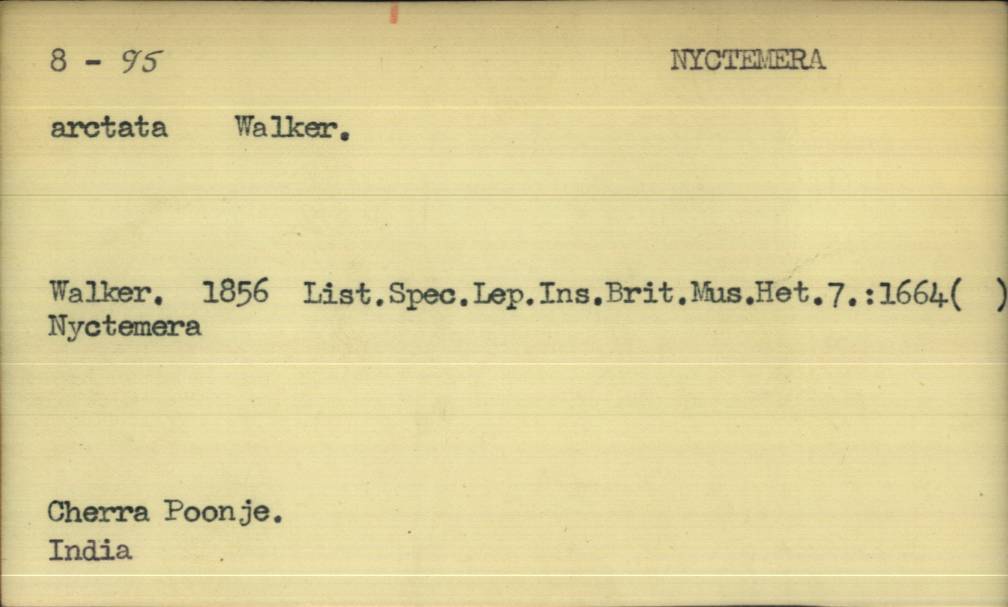 8 - 95 NYCTEMERA
arctata Walker.
Walker. 1856 List.Spec.Lep.Ins.Brit.Mus.Het.7.:1664( )
Nyctemera
Cherra Poonje.
India